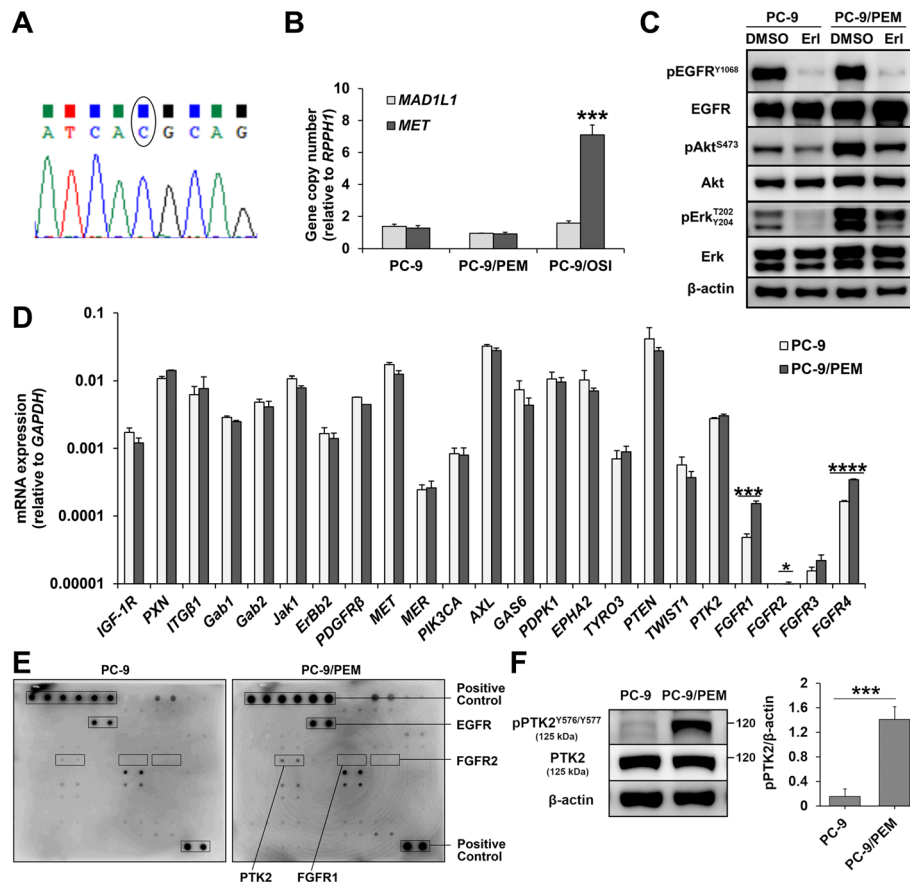 A
A T C A C G C A G
B
Gene copy number
(relative to RPPH1)
10
8
6
4
2
0
MAD1L1
MET
***
PC-9
PC-9/PEM
PC-9/OSI
C
PC-9 PC-9/PEM
DMSO Erl DMSO Erl
pEGFR^Y1068
EGFR
pAkt^S473
Akt
pErk T202 Y204
Erk
β-actin
D
mRNA expression
(relative to GAPDH)
0.1
0.01
0.001
0.0001
0.00001
PC-9
PC-9/PEM
***
*
****
IGF-1R
PXN
ITGβ1
Gab1
Gab2
Jak1
ErBb2
PDGFRβ
MET
MER
PIK3CA
AXL
GAS6
PDPK1
EPHA2
TYRO3
PTEN
TWIST1
PTK2
FGFR1
FGFR2
FGFR3
FGFR4
E
PC-9
PC-9/PEM
Positive
Control
EGFR
FGFR2
Positive
Control
PTK2
FGFR1
F
PC-9 PC-9/PEM
pPTK2^Y576/Y577
(125 kDa)
120
PTK2
(125 kDa)
120
β-actin
pPTK2/β-actin
2
1.6
1.2
0.8
0.4
0
***
PC-9
PC-9/PEM